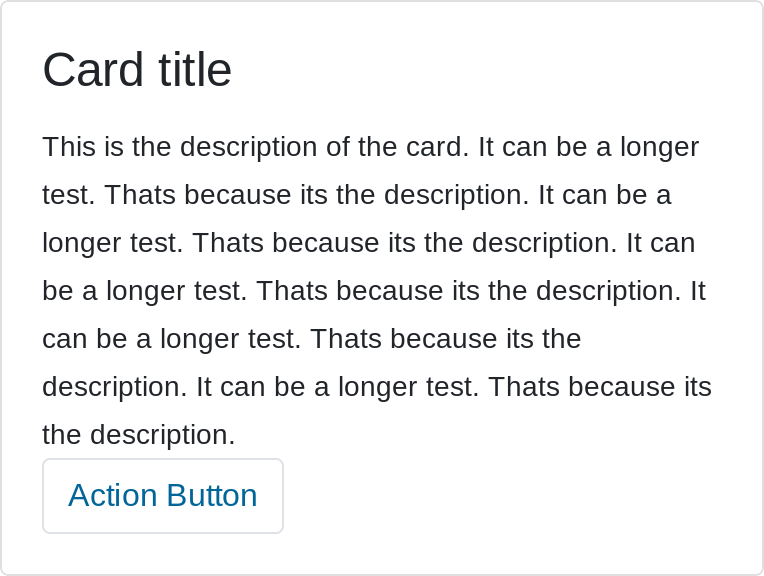 Card title
This is the description of the card. It can be a longer
test. Thats because its the description. It can be a
longer test. Thats because its the description. It can
be a longer test. Thats because its the description. It
can be a longer test. Thats because its the
description. It can be a longer test. Thats because its
the description.
Action Button